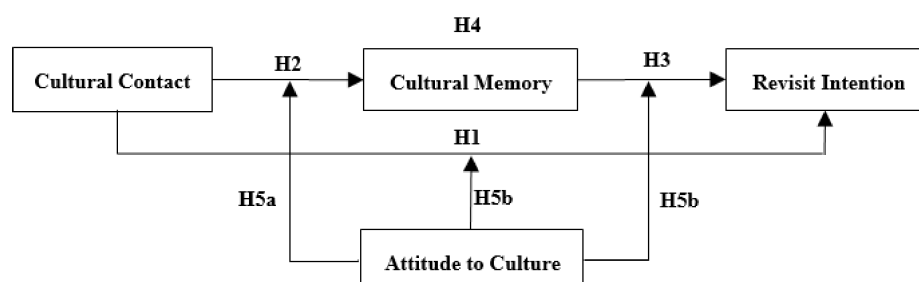 H4
Cultural Contact
H2
Cultural Memory
H3
Revisit Intention
H1
H5a
H5b
H5b
Attitude to Culture